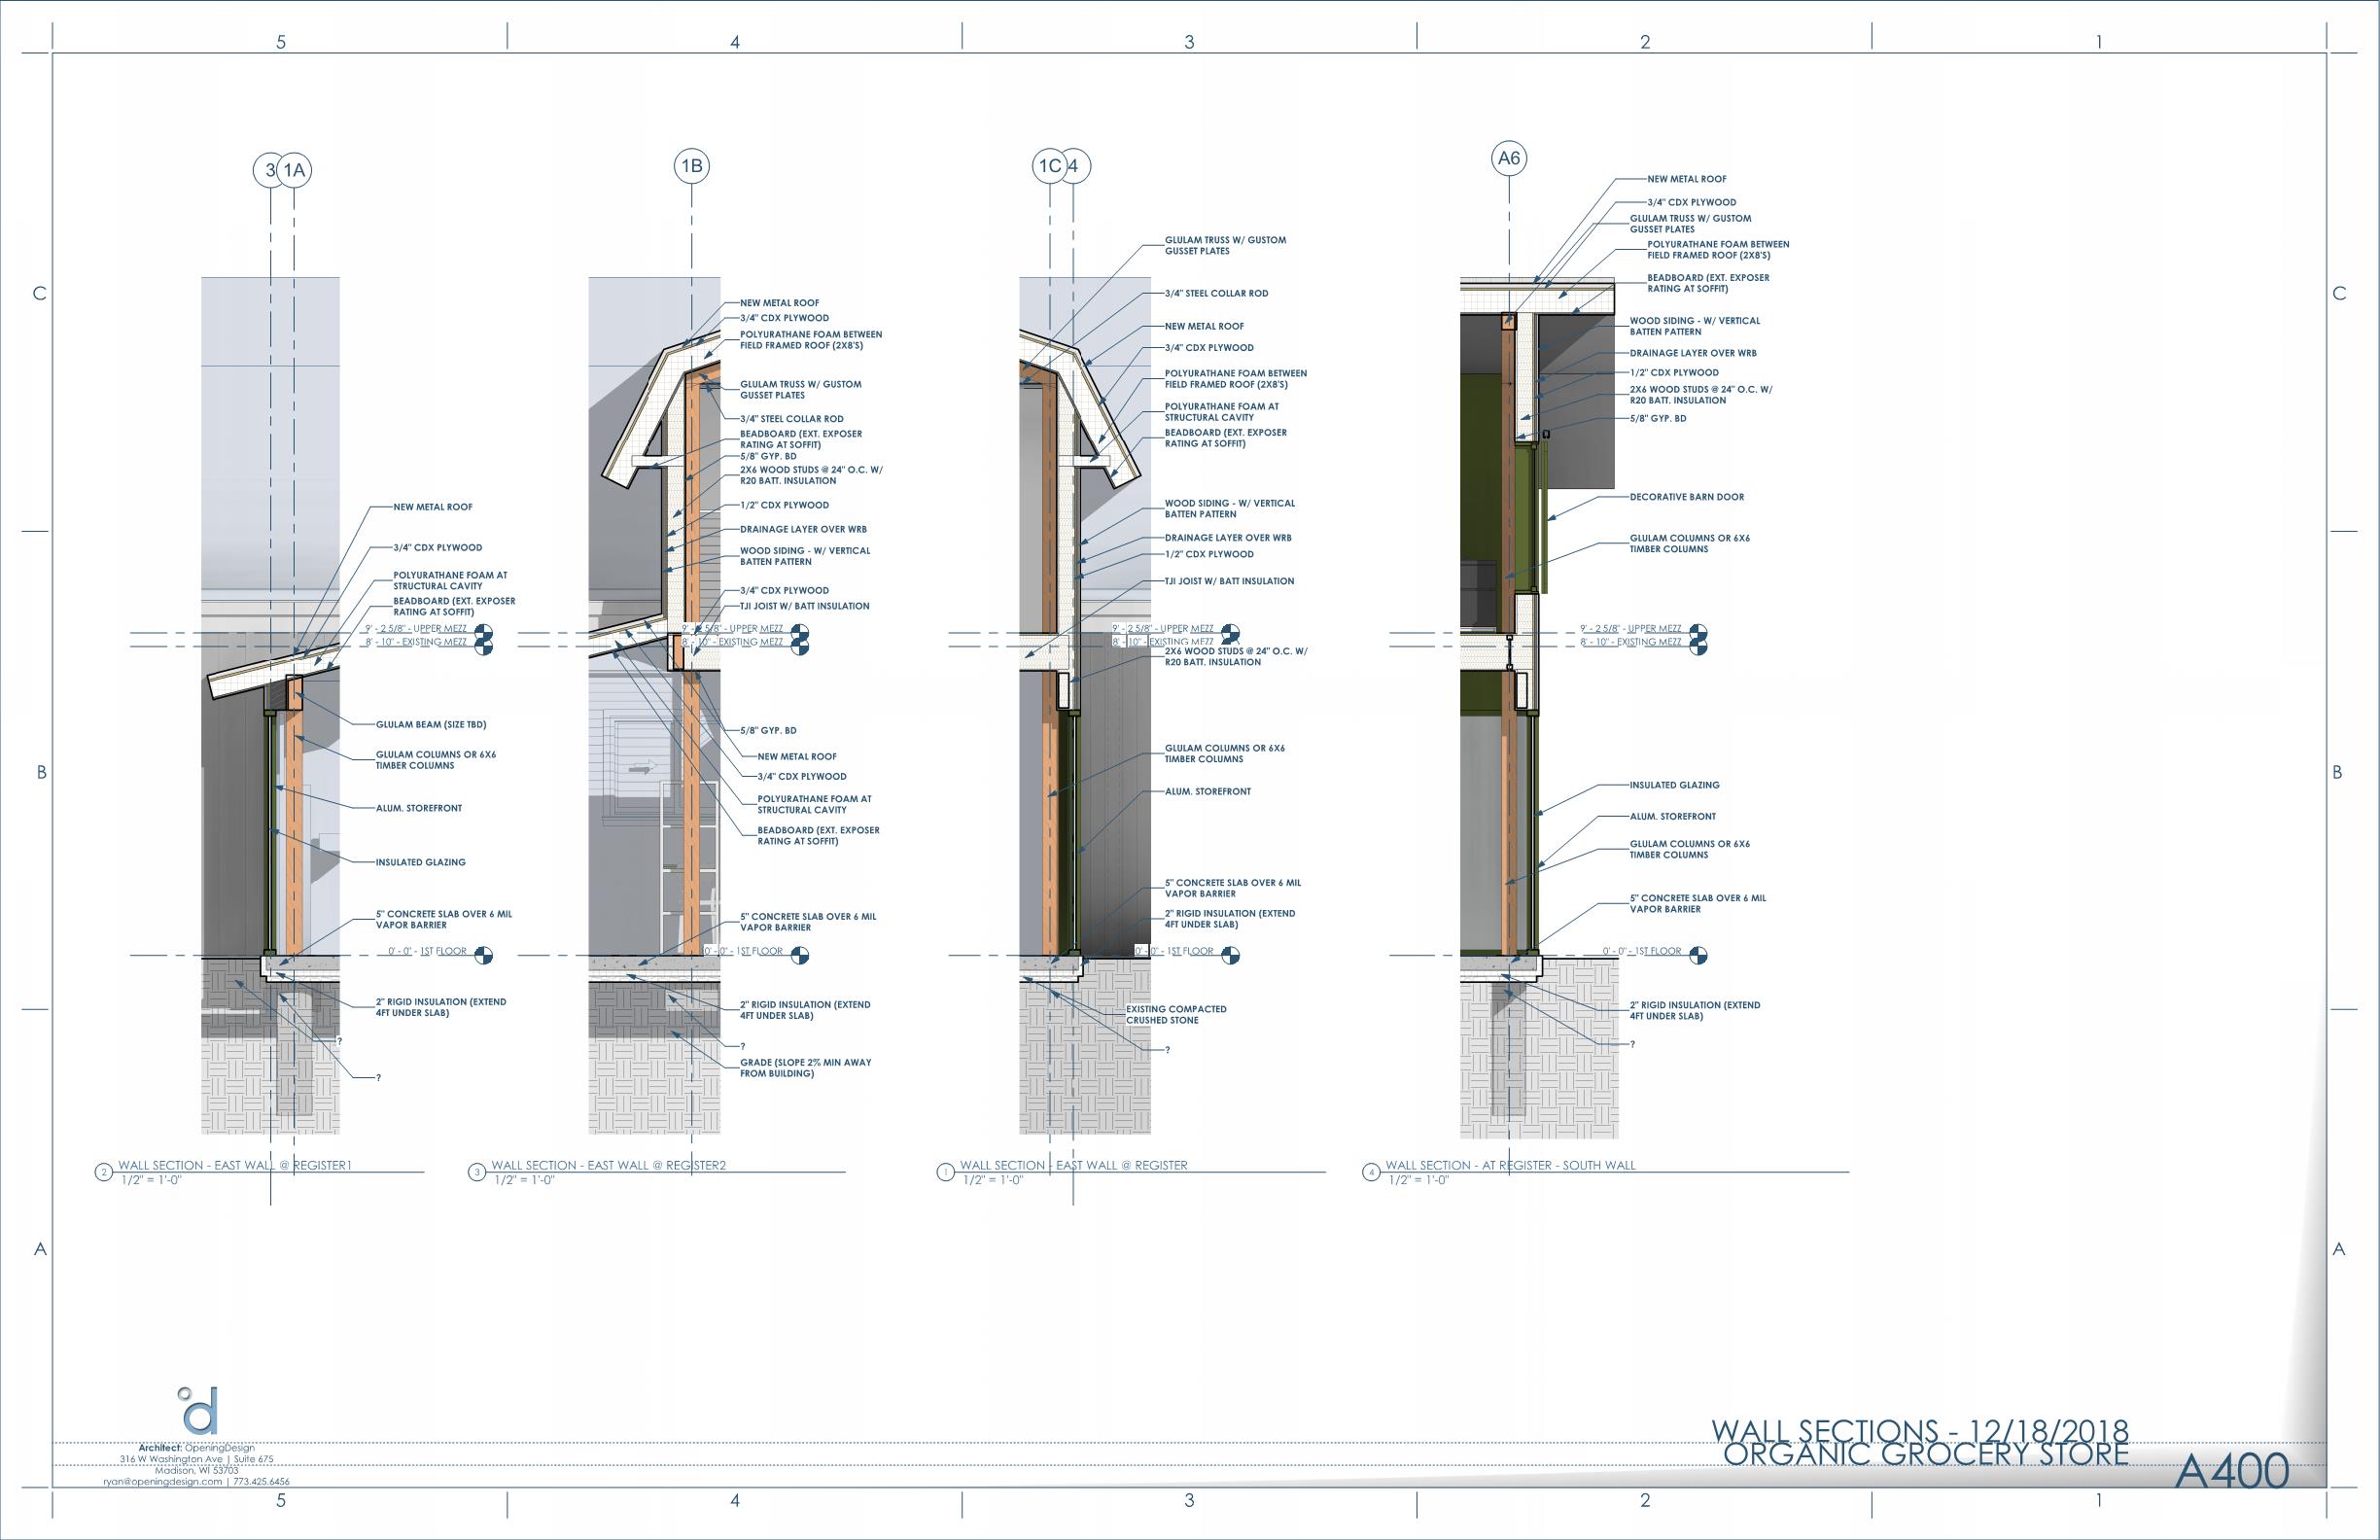 5
4
3
2
1
C
B
A
C
B
A
3
1A
NEW METAL ROOF
3/4" CDX PLYWOOD
POLYURATHANE FOAM AT
STRUCTURAL CAVITY
BEADBOARD (EXT. EXPOSER
RATING AT SOFFIT)
9' - 2 5/8" - UPPER MEZZ
8' - 10" - EXISTING MEZZ
GLULAM BEAM (SIZE TBD)
GLULAM COLUMNS OR 6X6
TIMBER COLUMNS
ALUM. STOREFRONT
INSULATED GLAZING
5" CONCRETE SLAB OVER 6 MIL
VAPOR BARRIER
0' - 0" - 1ST FLOOR
2" RIGID INSULATION (EXTEND
4FT UNDER SLAB)
?
?
2
WALL SECTION - EAST WALL @ REGISTER1
1/2" = 1'-0"
1B
NEW METAL ROOF
3/4" CDX PLYWOOD
POLYURATHANE FOAM BETWEEN
FIELD FRAMED ROOF (2X8'S)
GLULAM TRUSS W/ GUSTOM
GUSSET PLATES
3/4" STEEL COLLAR ROD
BEADBOARD (EXT. EXPOSER
RATING AT SOFFIT)
5/8" GYP. BD
2X6 WOOD STUDS @ 24" O.C. W/
R20 BATT. INSULATION
1/2" CDX PLYWOOD
DRAINAGE LAYER OVER WRB
WOOD SIDING - W/ VERTICAL
BATTEN PATTERN
3/4" CDX PLYWOOD
TJI JOIST W/ BATT INSULATION
9' - 2 5/8" - UPPER MEZZ
8' - 10" - EXISTING MEZZ
5/8" GYP. BD
NEW METAL ROOF
3/4" CDX PLYWOOD
POLYURATHANE FOAM AT
STRUCTURAL CAVITY
BEADBOARD (EXT. EXPOSER
RATING AT SOFFIT)
5" CONCRETE SLAB OVER 6 MIL
VAPOR BARRIER
0' - 0" - 1ST FLOOR
2" RIGID INSULATION (EXTEND
4FT UNDER SLAB)
?
GRADE (SLOPE 2% MIN AWAY
FROM BUILDING)
3
WALL SECTION - EAST WALL @ REGISTER2
1/2" = 1'-0"
1C
4
GLULAM TRUSS W/ GUSTOM
GUSSET PLATES
3/4" STEEL COLLAR ROD
NEW METAL ROOF
3/4" CDX PLYWOOD
POLYURATHANE FOAM BETWEEN
FIELD FRAMED ROOF (2X8'S)
POLYURATHANE FOAM AT
STRUCTURAL CAVITY
BEADBOARD (EXT. EXPOSER
RATING AT SOFFIT)
WOOD SIDING - W/ VERTICAL
BATTEN PATTERN
DRAINAGE LAYER OVER WRB
1/2" CDX PLYWOOD
TJI JOIST W/ BATT INSULATION
9' - 2 5/8" - UPPER MEZZ
8' - 10" - EXISTING MEZZ
2X6 WOOD STUDS @ 24" O.C. W/
R20 BATT. INSULATION
GLULAM COLUMNS OR 6X6
TIMBER COLUMNS
ALUM. STOREFRONT
5" CONCRETE SLAB OVER 6 MIL
VAPOR BARRIER
2" RIGID INSULATION (EXTEND
4FT UNDER SLAB)
0' - 0" - 1ST FLOOR
EXISTING COMPACTED
CRUSHED STONE
?
1
WALL SECTION - EAST WALL @ REGISTER
1/2" = 1'-0"
A6
NEW METAL ROOF
3/4" CDX PLYWOOD
GLULAM TRUSS W/ GUSTOM
GUSSET PLATES
POLYURATHANE FOAM BETWEEN
FIELD FRAMED ROOF (2X8'S)
BEADBOARD (EXT. EXPOSER
RATING AT SOFFIT)
WOOD SIDING - W/ VERTICAL
BATTEN PATTERN
DRAINAGE LAYER OVER WRB
1/2" CDX PLYWOOD
2X6 WOOD STUDS @ 24" O.C. W/
R20 BATT. INSULATION
5/8" GYP. BD
DECORATIVE BARN DOOR
GLULAM COLUMNS OR 6X6
TIMBER COLUMNS
9' - 2 5/8" - UPPER MEZZ
8' - 10" - EXISTING MEZZ
INSULATED GLAZING
ALUM. STOREFRONT
GLULAM COLUMNS OR 6X6
TIMBER COLUMNS
5" CONCRETE SLAB OVER 6 MIL
VAPOR BARRIER
0' - 0" - 1ST FLOOR
2" RIGID INSULATION (EXTEND
4FT UNDER SLAB)
?
4
WALL SECTION - AT REGISTER - SOUTH WALL
1/2" = 1'-0"
d
Architect: OpeningDesign
316 W Washington Ave | Suite 675
Madison, WI 53703
ryan@openingdesign.com | 773.425.6456
WALL SECTIONS - 12/18/2018
ORGANIC GROCERY STORE
A400
5
4
3
2
1